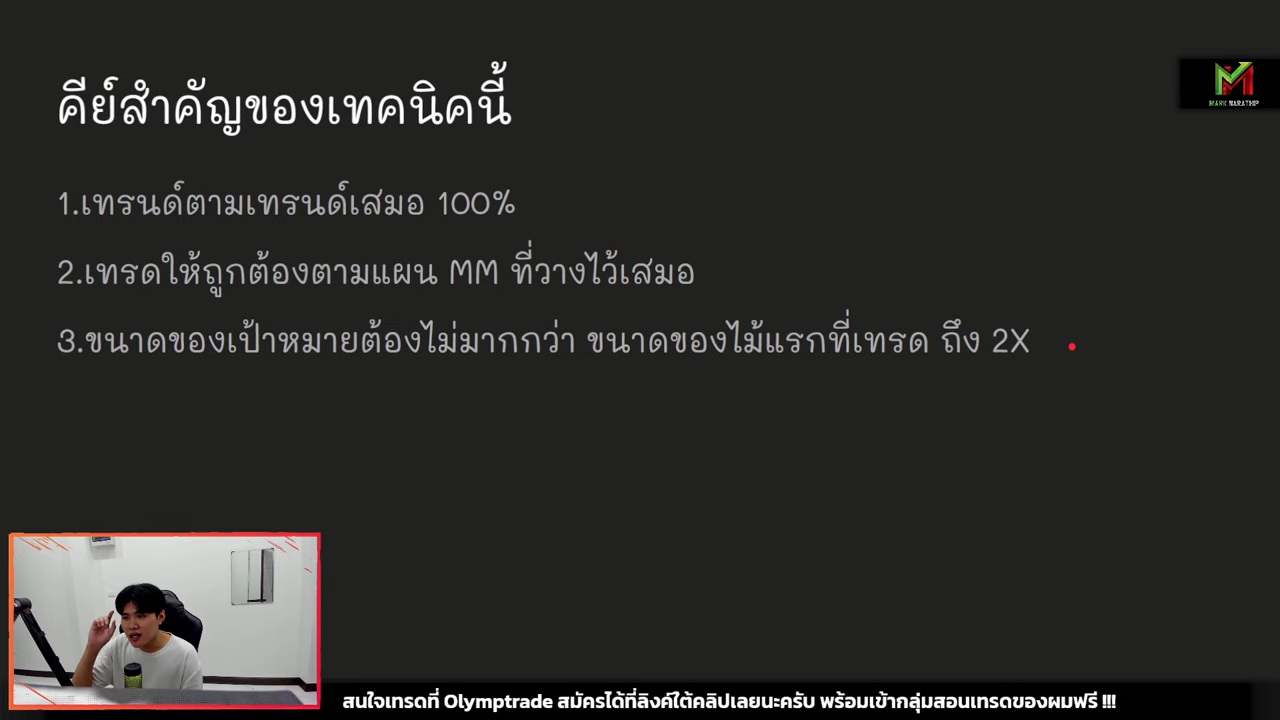 คีย์สำคัญของเทคนิคนี้
MARK NARATHIP
1.เทรนด์ตามเทรนด์เสมอ 100%
2.เทรดให้ถูกต้องตามแผน MM ที่วางไว้เสมอ
3.ขนาดของเป้าหมายต้องไม่มากกว่า ขนาดของไม้แรกที่เทรด ถึง 2X
สนใจเทรดที่ Olymptrade สมัครได้ที่ลิงค์ใต้คลิปเลยนะครับ พร้อมเข้ากลุ่มสอนเทรดของผมฟรี !!!